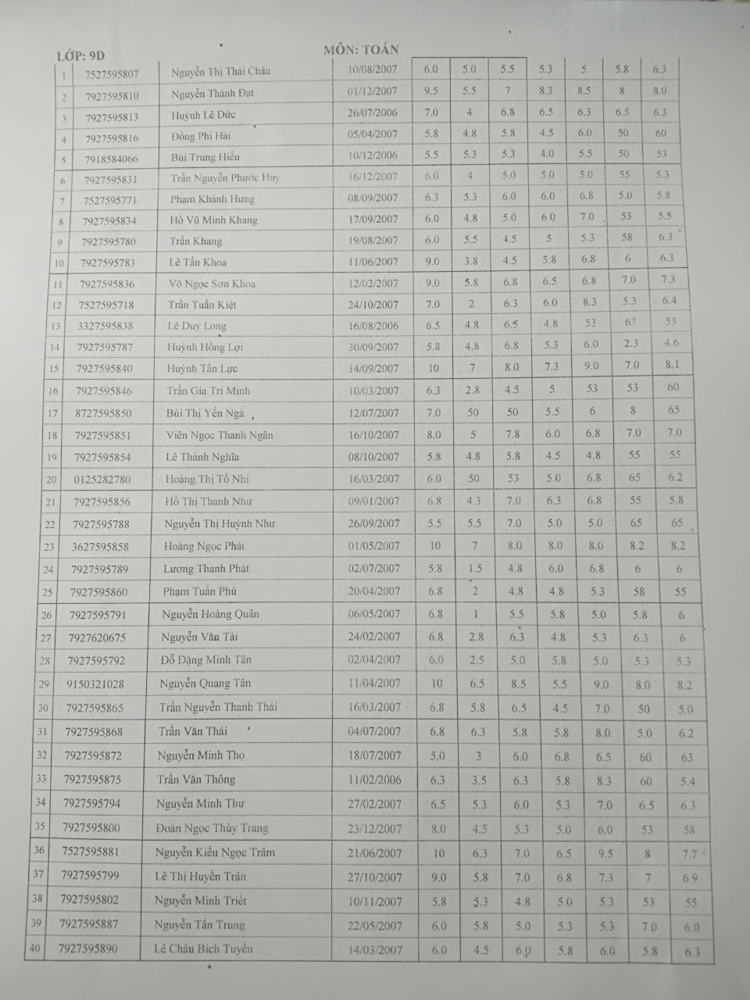 LỚP: 9D MÔN: TOÁN
1 7527595807 Nguyễn Thị Thái Châu 10/08/2007 6.0 5.0 5.5 5.3 5 5.8 6.3
2 7927595810 Nguyễn Thành Đạt 01/12/2007 9.5 5.5 7 8.3 8.5 8 8.0
3 7927595813 Huỳnh Lê Đức 26/07/2006 7.0 4 6.8 6.5 6.3 6.5 6.3
4 7927595816 Đồng Phi Hải 05/04/2007 5.8 4.8 5.8 4.5 6.0 50 60
5 7918584066 Bùi Trung Hiếu 10/12/2006 5.5 5.3 5.3 4.0 5.5 50 53
6 7927595831 Trần Nguyễn Phước Huy 16/12/2007 6.0 4 5.0 5.0 5.0 55 5.3
7 7527595771 Phạm Khánh Hưng 08/09/2007 6.3 5.3 6.0 6.0 6.8 5.0 5.8
8 7927595834 Hồ Vũ Minh Khang 17/09/2007 6.0 4.8 5.0 6.0 7.0 53 5.5
9 7927595780 Trần Khang 19/08/2007 6.0 5.5 4.5 5 5.3 58 6.3
10 7927595783 Lê Tấn Khoa 11/06/2007 9.0 3.8 4.5 5.8 6.8 6 6.3
11 7927595836 Võ Ngọc Sơn Khoa 12/02/2007 9.0 5.8 6.8 6.5 6.8 7.0 7.3
12 7527595718 Trần Tuấn Kiệt 24/10/2007 7.0 2 6.3 6.0 8.3 5.3 6.4
13 3327595838 Lê Duy Long 16/08/2006 6.5 4.8 6.5 4.8 53 63 53
14 7927595787 Huỳnh Hồng Lợi 30/09/2007 5.8 4.8 6.8 5.3 6.0 2.3 4.6
15 7927595840 Huỳnh Tấn Lực 14/09/2007 10 7 8.0 7.3 9.0 7.0 8.1
16 7927595846 Trần Gia Trí Minh 10/03/2007 6.3 2.8 4.5 5 53 53 60
17 8727595850 Bùi Thị Yến Ngà 12/07/2007 7.0 50 50 5.5 6 8 65
18 7927595851 Viên Ngọc Thanh Ngân 16/10/2007 8.0 5 7.8 6.0 6.8 7.0 7.0
19 7927595854 Lê Thành Nghĩa 08/10/2007 5.8 4.8 5.8 4.5 4.8 55 55
20 0125282780 Hoàng Thị Tố Nhi 16/03/2007 6.0 50 53 5.0 6.8 65 6.2
21 7927595856 Hồ Thị Thanh Như 09/01/2007 6.8 4.3 7.0 6.3 6.8 55 5.8
22 7927595788 Nguyễn Thị Huỳnh Như 26/09/2007 5.5 5.5 7.0 5.0 5.0 65 65
23 3627595858 Hoàng Ngọc Phát 01/05/2007 10 7 8.0 8.0 8.0 8.2 8.2
24 7927595789 Lương Thanh Phát 02/07/2007 5.8 1.5 4.8 6.0 6.8 6 6
25 7927595860 Phạm Tuấn Phú 20/04/2007 6.8 2 4.8 4.8 5.3 58 55
26 7927595791 Nguyễn Hoàng Quân 06/05/2007 6.8 1 5.5 5.8 5.0 5.8 6
27 7927620675 Nguyễn Văn Tài 24/02/2007 6.8 2.8 6.3 4.8 5.3 6.3 6
28 7927595792 Đỗ Đặng Minh Tân 02/04/2007 6.0 2.5 5.0 5.8 5.0 5.3 5.3
29 9150321028 Nguyễn Quang Tân 11/04/2007 10 6.5 8.5 5.5 9.0 8.0 8.2
30 7927595865 Trần Nguyễn Thanh Thái 16/03/2007 6.8 5.8 6.5 4.5 7.0 50 5.0
31 7927595868 Trần Văn Thái 04/07/2007 6.8 6.3 5.8 5.8 8.0 5.0 6.2
32 7927595872 Nguyễn Minh Thọ 18/07/2007 5.0 3 6.0 6.8 6.5 60 63
33 7927595875 Trần Văn Thông 11/02/2006 6.3 3.5 6.3 5.8 8.3 60 5.4
34 7927595794 Nguyễn Minh Thư 27/02/2007 6.5 5.3 6.0 5.3 7.0 6.5 6.3
35 7927595800 Đoàn Ngọc Thùy Trang 23/12/2007 8.0 4.5 5.3 5.0 6.0 53 58
36 7527595881 Nguyễn Kiều Ngọc Trâm 21/06/2007 10 6.3 7.0 6.5 9.5 8 7.7
37 7927595799 Lê Thị Huyền Trân 27/10/2007 9.0 5.8 7.0 6.8 7.3 7 6.9
38 7927595802 Nguyễn Minh Triết 10/11/2007 5.8 5.3 4.8 5.0 5.3 53 55
39 7927595887 Nguyễn Tấn Trung 22/05/2007 6.0 5.8 5.0 5.3 5.3 7.0 6.0
40 7927595890 Lê Châu Bích Tuyền 14/03/2007 6.0 4.5 6.0 5.8 6.0 5.8 6.3